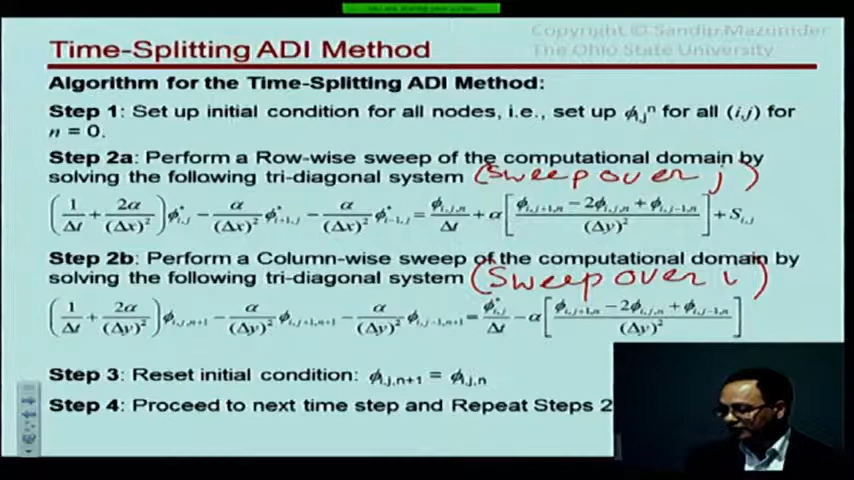 Copyright © Sandip Mazumder
The Ohio State University
Time-Splitting ADI Method
Algorithm for the Time-Splitting ADI Method:
Step 1: Set up initial condition for all nodes, i.e., set up ϕi,jⁿ for all (i,j) for
n = 0.
Step 2a: Perform a Row-wise sweep of the computational domain by
solving the following tri-diagonal system (Sweep over j)
(1/Δt + 2α/(Δx)²) ϕ*i,j − α/(Δx)² ϕ*i+1,j − α/(Δx)² ϕ*i−1,j = ϕi,j,n/Δt + α[(ϕi,j+1,n − 2ϕi,j,n + ϕi,j−1,n)/(Δy)²] + Si,j
Step 2b: Perform a Column-wise sweep of the computational domain by
solving the following tri-diagonal system (Sweep over i)
(1/Δt + 2α/(Δy)²) ϕi,j,n+1 − α/(Δy)² ϕi,j+1,n+1 − α/(Δy)² ϕi,j−1,n+1 = ϕ*i,j/Δt − α[(ϕi,j+1,n − 2ϕi,j,n + ϕi,j−1,n)/(Δy)²]
Step 3: Reset initial condition: ϕi,j,n+1 = ϕi,j,n
Step 4: Proceed to next time step and Repeat Steps 2